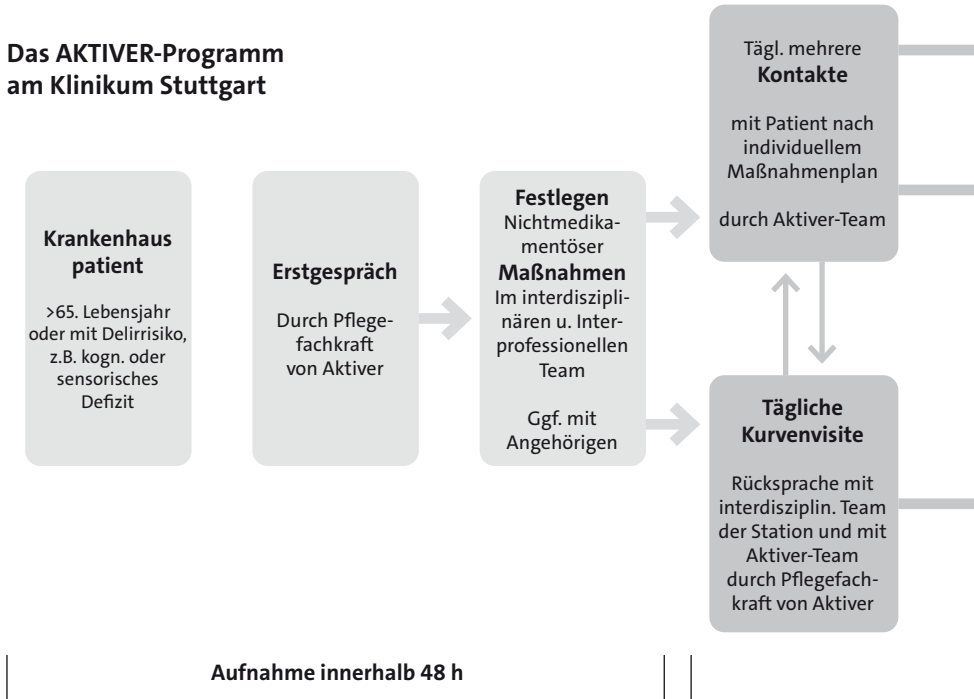 Das AKTIVER-Programm
am Klinikum Stuttgart
Krankenhaus
patient
>65. Lebensjahr
oder mit Delirrisiko,
z.B. kogn. oder
sensorisches
Defizit
Erstgespräch
Durch Pflege-
fachkraft
von Aktiver
Festlegen
Nichtmedika-
mentöser
Maßnahmen
Im interdiszipli-
nären u. Inter-
professionellen
Team
Ggf. mit
Angehörigen
Tägl. mehrere
Kontakte
mit Patient nach
individuellem
Maßnahmenplan
durch Aktiver-Team
Tägliche
Kurvenvisite
Rücksprache mit
interdisziplin. Team
der Station und mit
Aktiver-Team
durch Pflegefach-
kraft von Aktiver
Aufnahme innerhalb 48 h